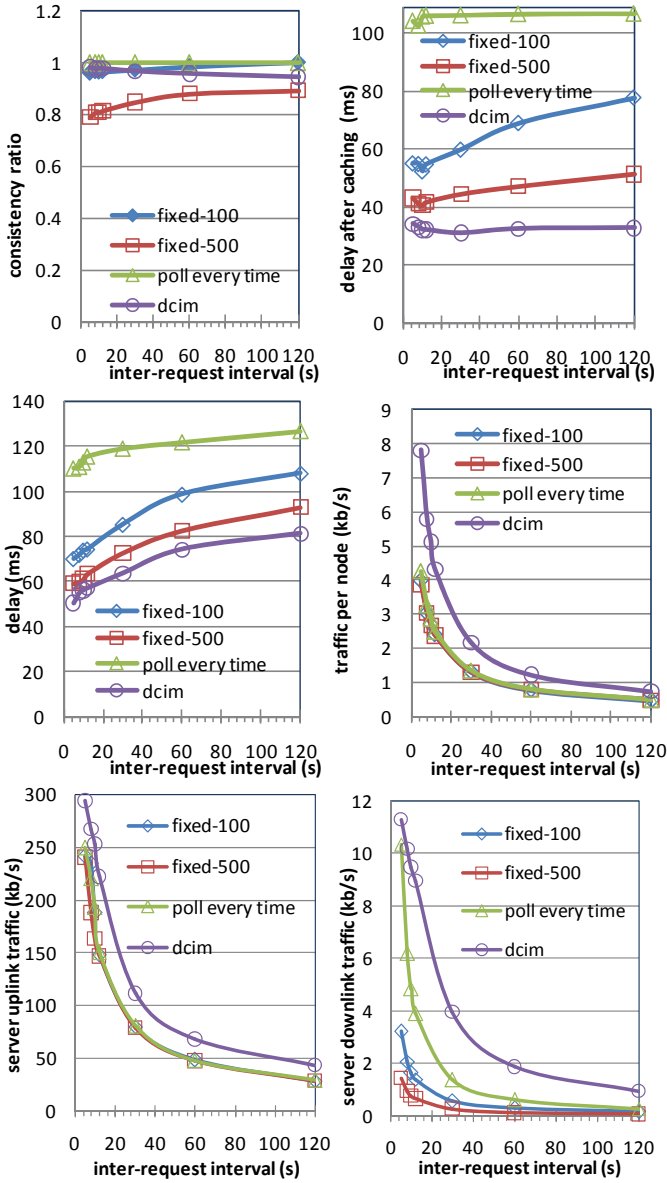 consistency ratio
1.2
1
0.8
0.6
0.4
0.2
0
fixed-100
fixed-500
poll every time
dcim
0 20 40 60 80 100 120
inter-request interval (s)
delay after caching (ms)
100
80
60
40
20
0
fixed-100
fixed-500
poll every time
dcim
0 20 40 60 80 100 120
inter-request interval (s)
delay (ms)
140
120
100
80
60
40
20
0
fixed-100
fixed-500
poll every time
dcim
0 20 40 60 80 100 120
inter-request interval (s)
traffic per node (kb/s)
9
8
7
6
5
4
3
2
1
0
fixed-100
fixed-500
poll every time
dcim
0 20 40 60 80 100 120
inter-request interval (s)
server uplink traffic (kb/s)
300
250
200
150
100
50
0
fixed-100
fixed-500
poll every time
dcim
0 20 40 60 80 100 120
inter-request interval (s)
server downlink traffic (kb/s)
12
10
8
6
4
2
0
fixed-100
fixed-500
poll every time
dcim
0 20 40 60 80 100 120
inter-request interval (s)